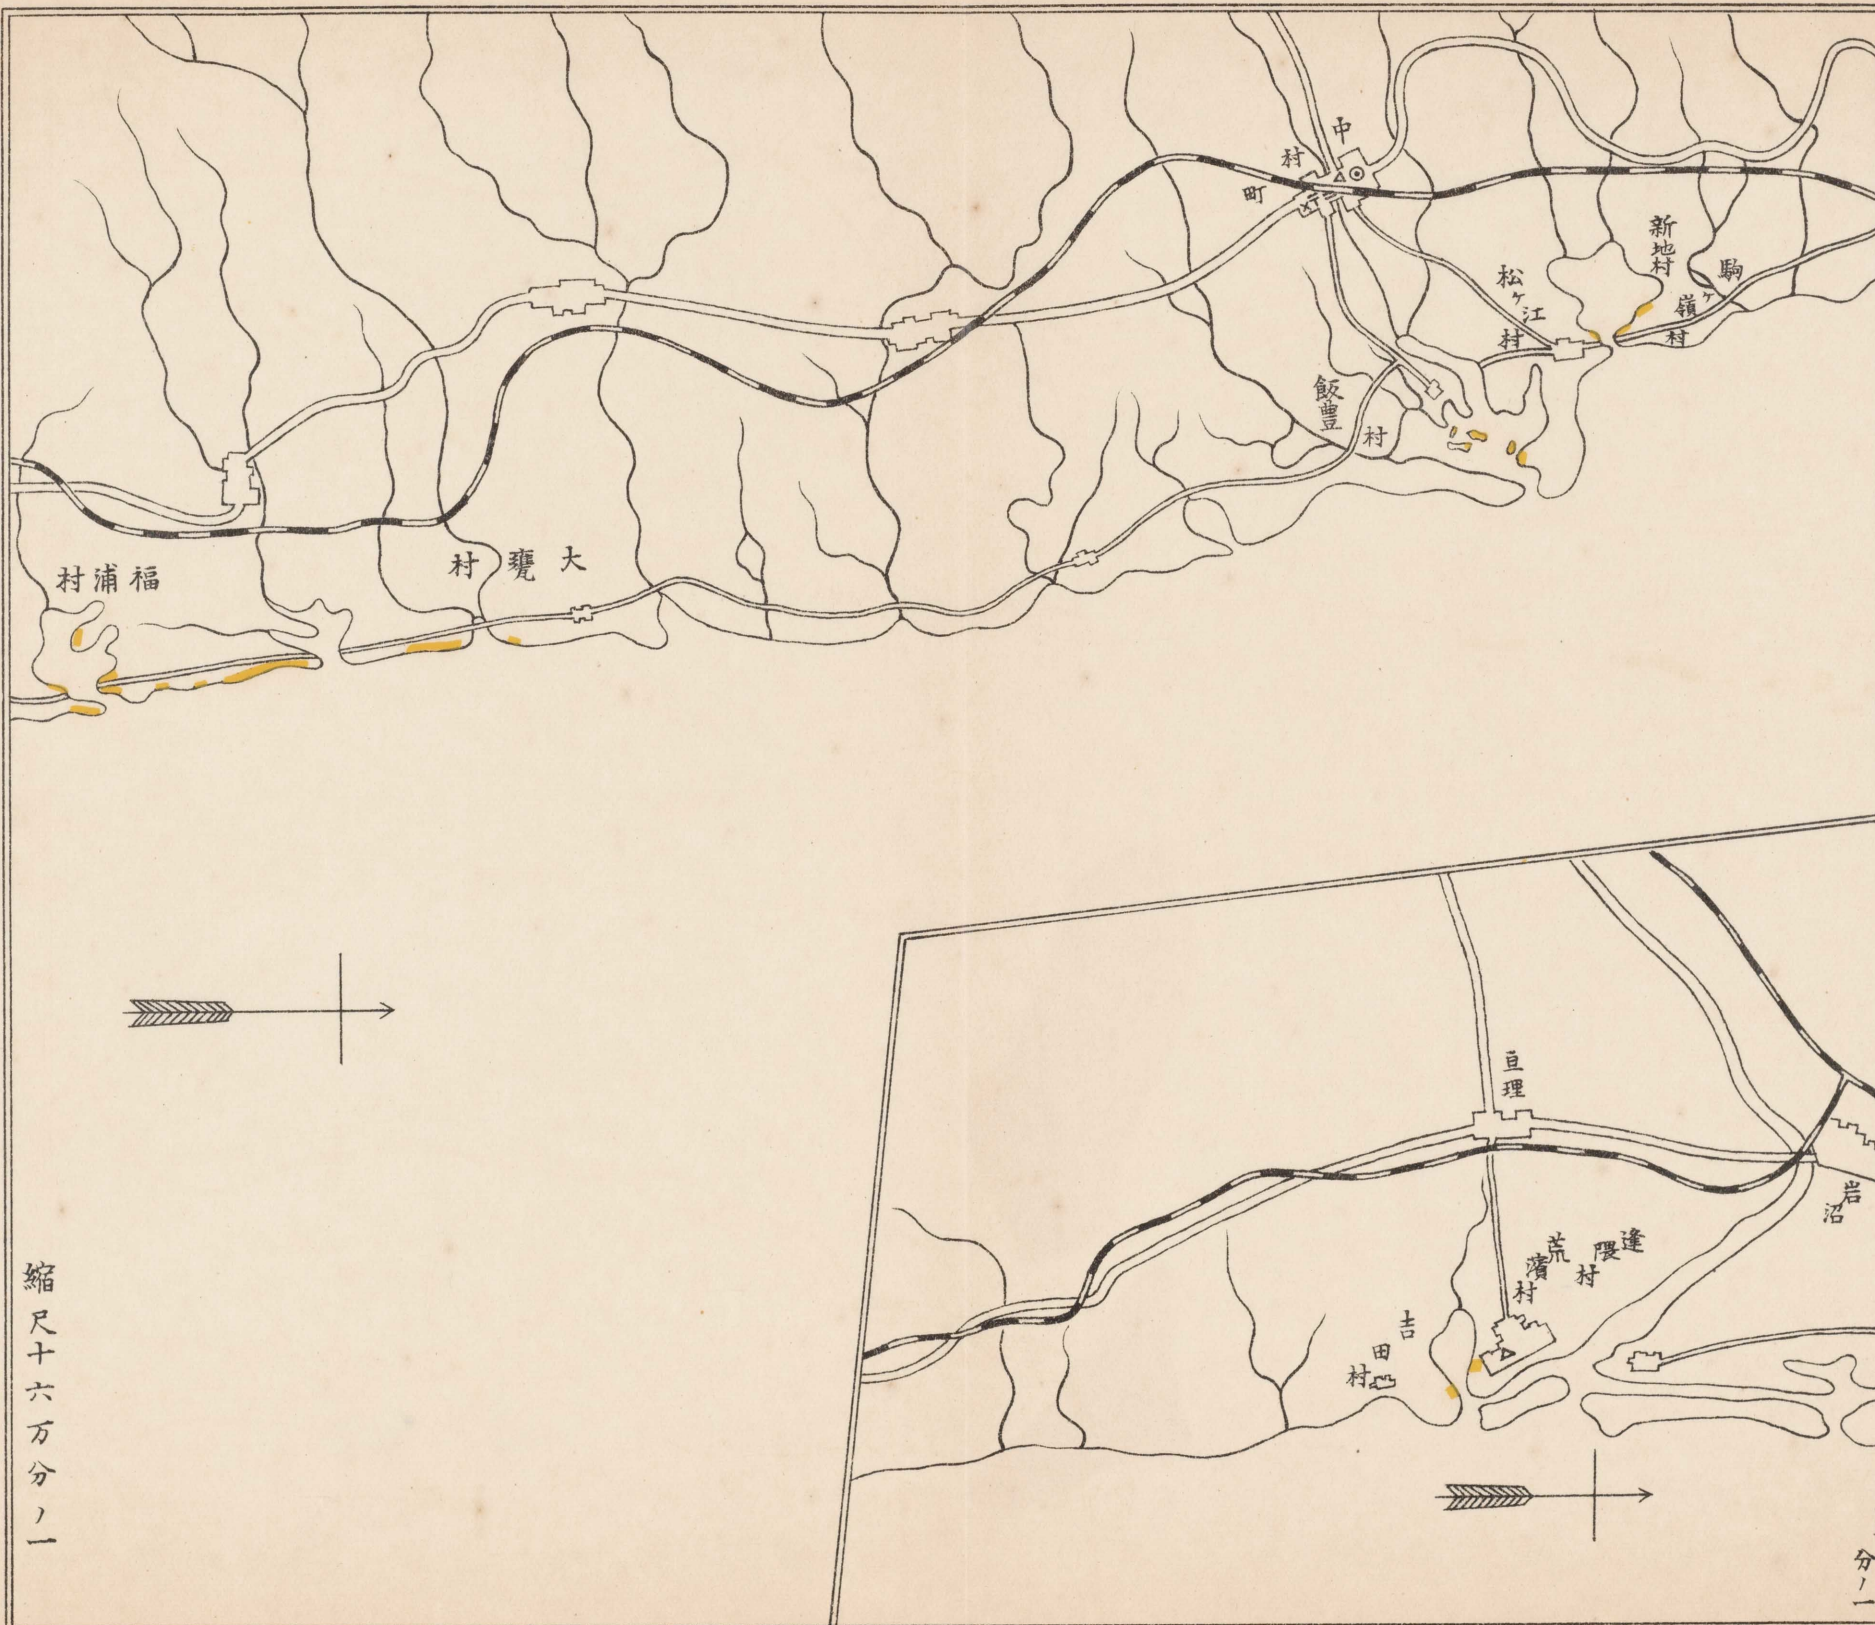 中村町
新地村
駒ヶ嶺村
松ヶ江村
飯豊村
大甕村
福浦村
亘理
岩沼
逢隈村
荒濱村
吉田村
縮尺十六万分ノ一
分ノ一